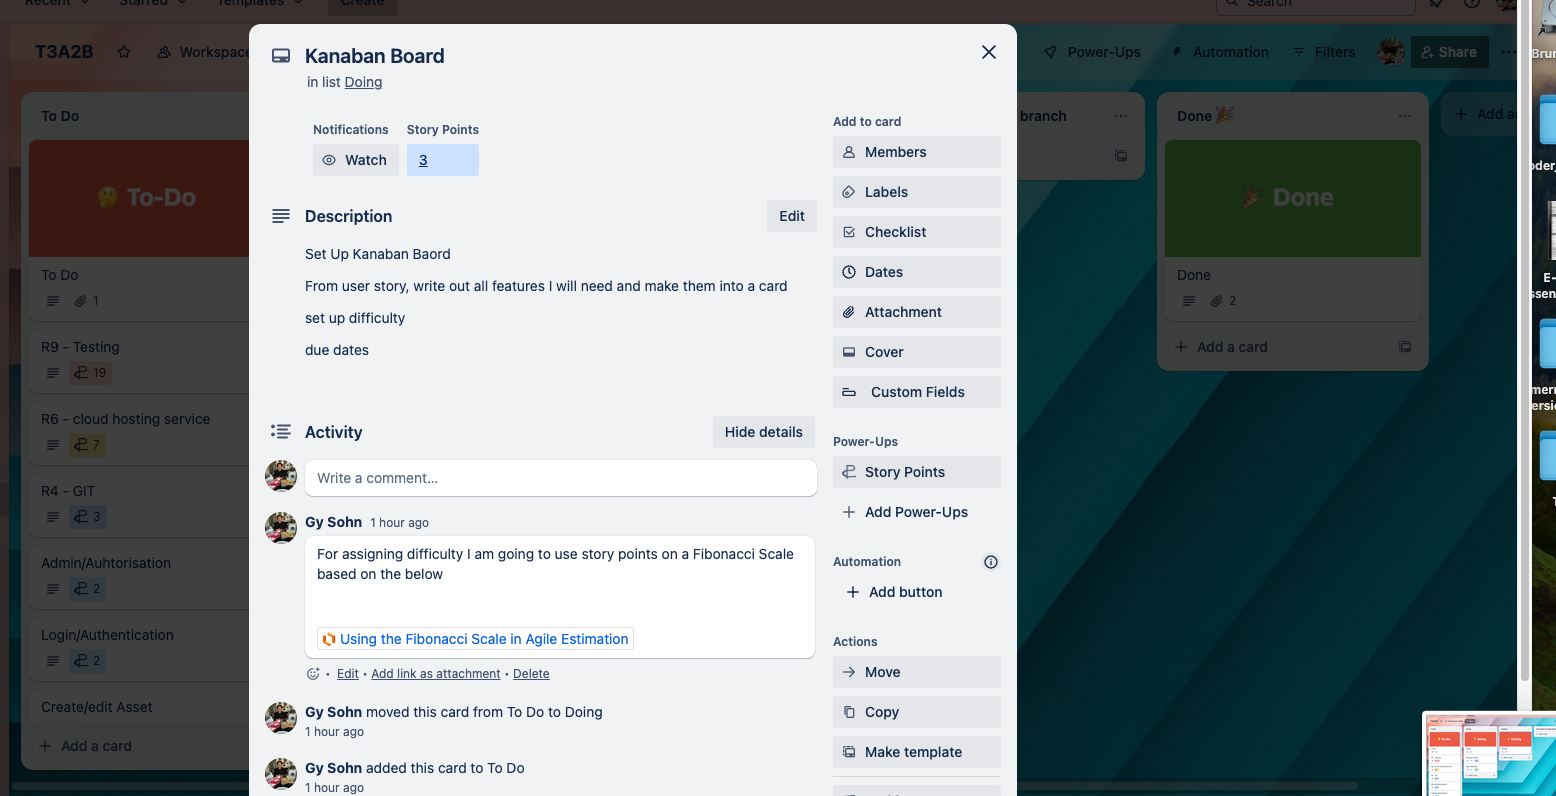 Recent
Starred
Templates
Create
Search
T3A2B
Workspace
Power-Ups
Automation
Filters
Share
To Do
🤔 To-Do
To Do
1
R9 - Testing
19
R6 - cloud hosting service
7
R4 - GIT
3
Admin/Auhtorisation
2
Login/Authentication
2
Create/edit Asset
Add a card
Kanaban Board
in list Doing
Notifications
Story Points
Watch
3
Description
Edit
Set Up Kanaban Baord
From user story, write out all features I will need and make them into a card
set up difficulty
due dates
Activity
Hide details
Write a comment…
Gy Sohn 1 hour ago
For assigning difficulty I am going to use story points on a Fibonacci Scale
based on the below
Using the Fibonacci Scale in Agile Estimation
• Edit • Add link as attachment • Delete
Gy Sohn moved this card from To Do to Doing
1 hour ago
Gy Sohn added this card to To Do
1 hour ago
Add to card
Members
Labels
Checklist
Dates
Attachment
Cover
Custom Fields
Power-Ups
Story Points
Add Power-Ups
Automation
Add button
Actions
Move
Copy
Make template
branch
Done 🎉
🎉 Done
Done
2
Add a card
Add a